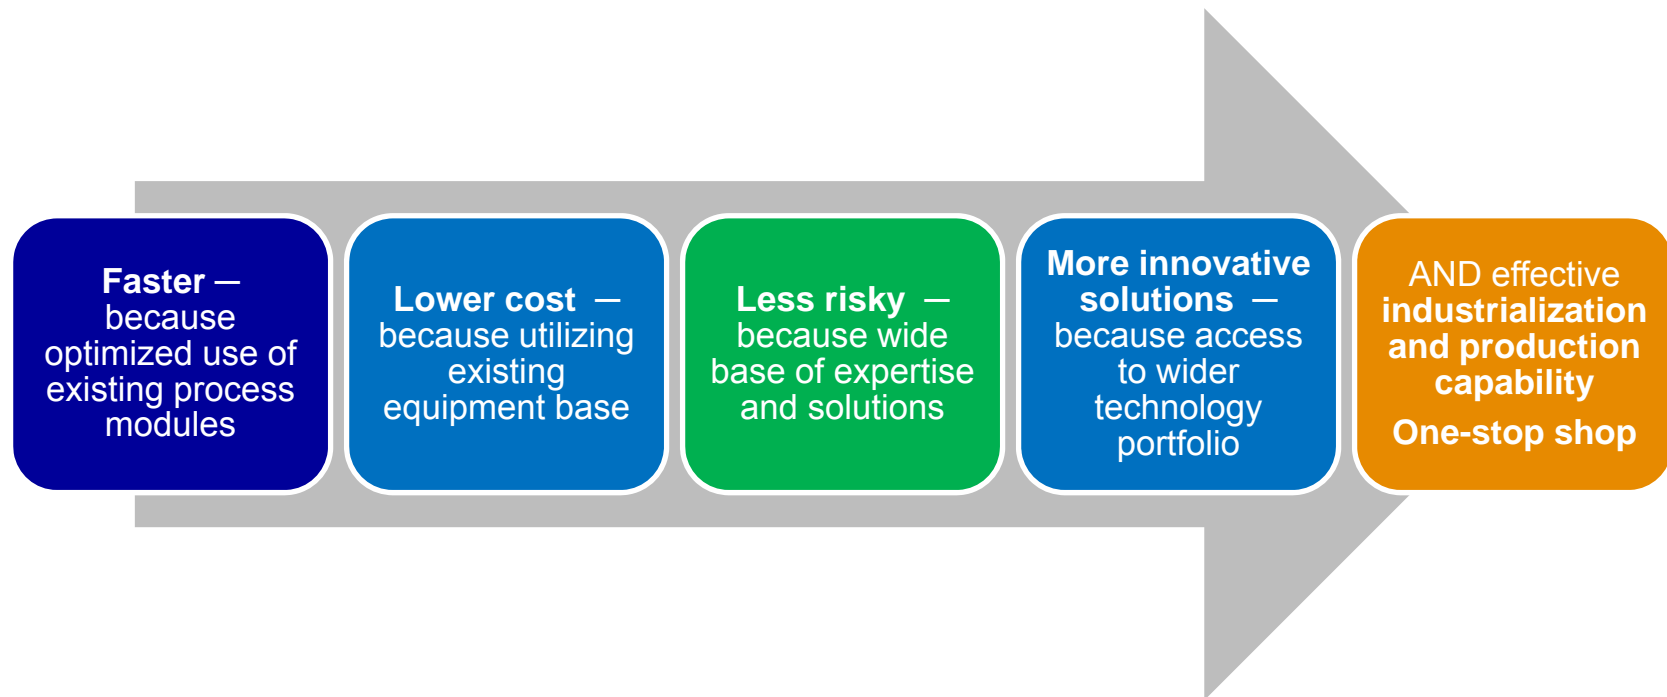 Faster –
because
optimized use of
existing process
modules
Lower cost –
because utilizing
existing
equipment base
Less risky –
because wide
base of expertise
and solutions
More innovative
solutions –
because access
to wider
technology
portfolio
AND effective
industrialization
and production
capability
One-stop shop